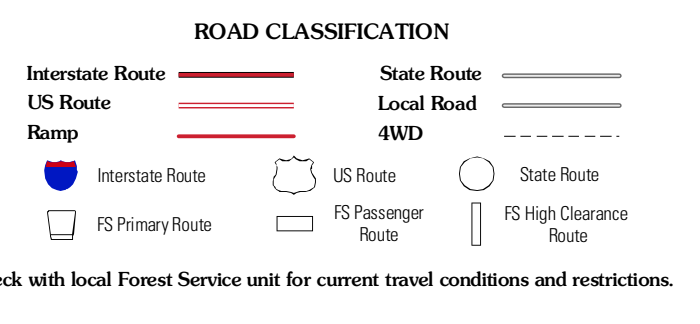 ROAD CLASSIFICATION
Interstate Route
State Route
US Route
Local Road
Ramp
4WD
Interstate Route
US Route
State Route
FS Primary Route
FS Passenger
Route
FS High Clearance
Route
with local Forest Service unit for current travel conditions and restrictions.